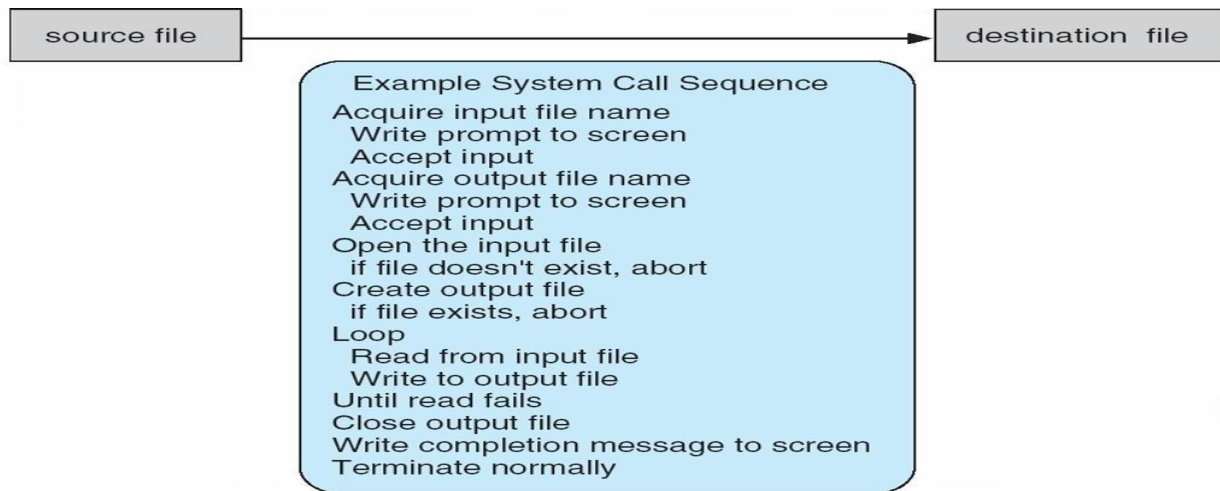 source file
destination file
Example System Call Sequence
Acquire input file name
Write prompt to screen
Accept input
Acquire output file name
Write prompt to screen
Accept input
Open the input file
if file doesn't exist, abort
Create output file
if file exists, abort
Loop
Read from input file
Write to output file
Until read fails
Close output file
Write completion message to screen
Terminate normally